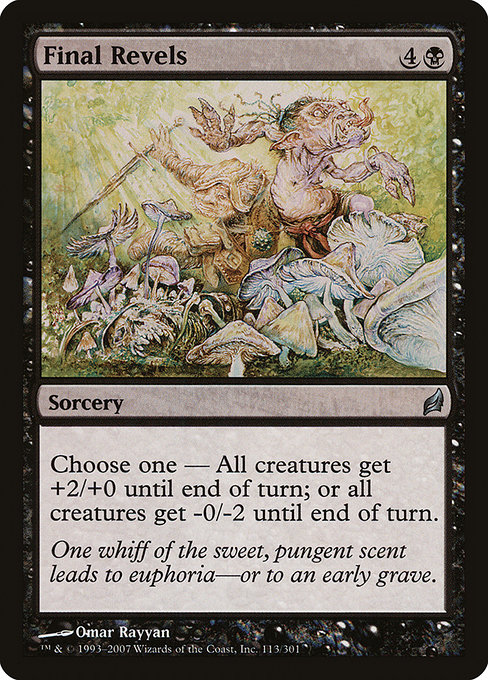 Final Revels 4
Sorcery
Choose one — All creatures get
+2/+0 until end of turn; or all
creatures get -0/-2 until end of turn.
One whiff of the sweet, pungent scent
leads to euphoria—or to an early grave.
Omar Rayyan
™ & © 1993–2007 Wizards of the Coast, Inc. 113/301